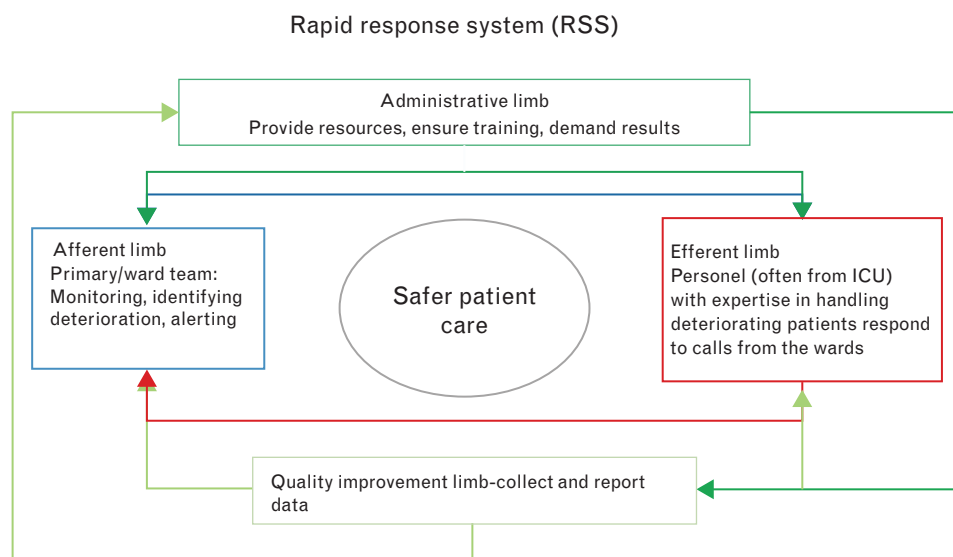 Rapid response system (RSS)
Administrative limb
Provide resources, ensure training, demand results
Afferent limb
Primary/ward team:
Monitoring, identifying
deterioration, alerting
Safer patient
care
Efferent limb
Personel (often from ICU)
with expertise in handling
deteriorating patients respond
to calls from the wards
Quality improvement limb-collect and report
data